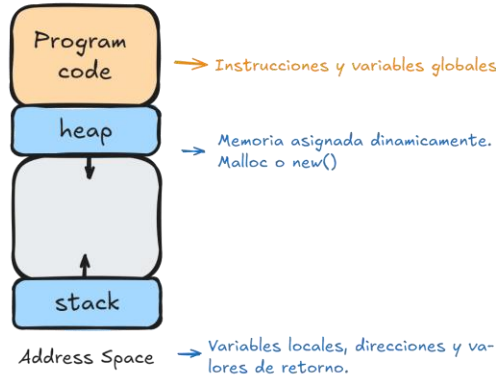 Program
code
Instrucciones y variables globales
heap
Memoria asignada dinamicamente.
Malloc o new()
stack
Address Space
Variables locales, direcciones y va-
lores de retorno.